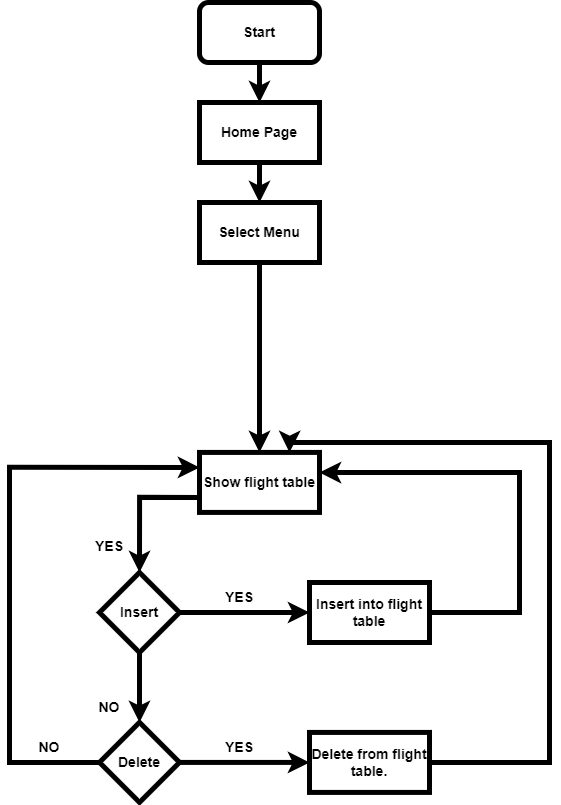 Start
Home Page
Select Menu
Show flight table
YES
Insert
YES
Insert into flight
table
NO
NO
Delete
YES
Delete from flight
table.